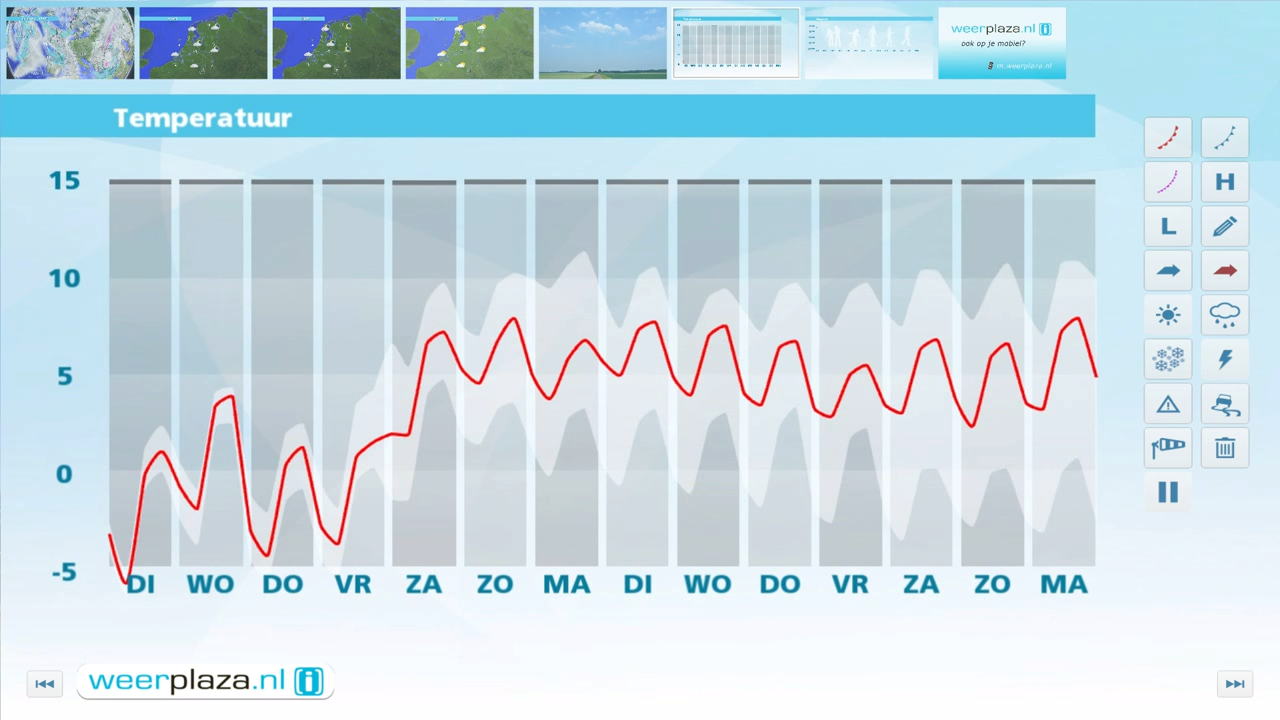 weerplaza.nl i
ook op je mobiel?
m.weerplaza.nl
Temperatuur
15
10
5
0
-5
DI WO DO VR ZA ZO MA DI WO DO VR ZA ZO MA
H
L
weerplaza.nl i